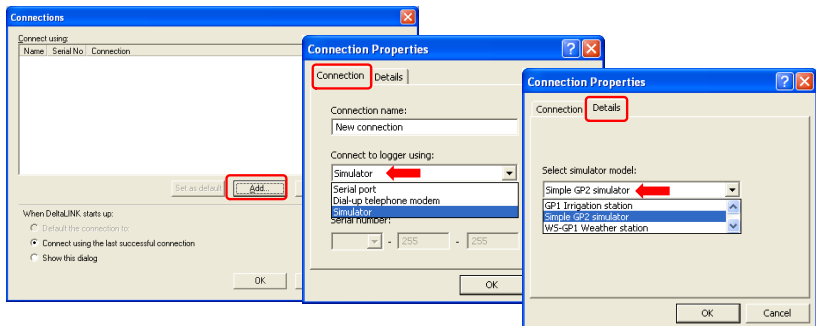 Connections
Connect using:
Name Serial No Connection
Set as default
Add...
When DeltaLINK starts up:
Default the connection to:
Connect using the last successful connection
Show this dialog
OK
Connection Properties
Connection Details
Connection name:
New connection
Connect to logger using:
Simulator
Serial port
Dial-up telephone modem
Simulator
Serial number:
- 255 - 255
OK
Connection Properties
Connection Details
Select simulator model:
Simple GP2 simulator
GP1 Irrigation station
Simple GP2 simulator
WS-GP1 Weather station
OK Cancel